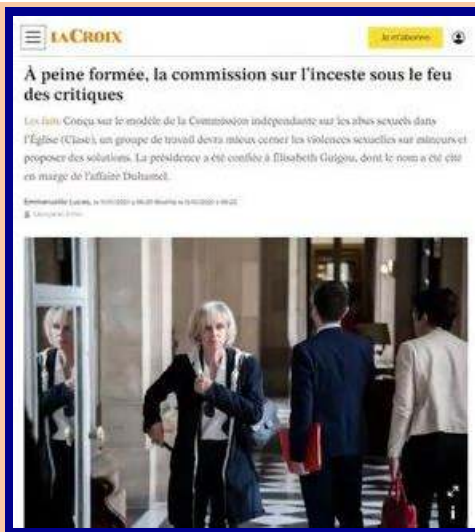 LA CROIX
Je m'abonne
À peine formée, la commission sur l'inceste sous le feu
des critiques
Les faits Conçu sur le modèle de la Commission indépendante sur les abus sexuels dans
l'Église (Ciase), un groupe de travail devra mieux cerner les violences sexuelles sur mineurs et
proposer des solutions. La présidence a été confiée à Élisabeth Guigou, dont le nom a été cité
en marge de l'affaire Duhamel.
Emmanuelle Lucas,